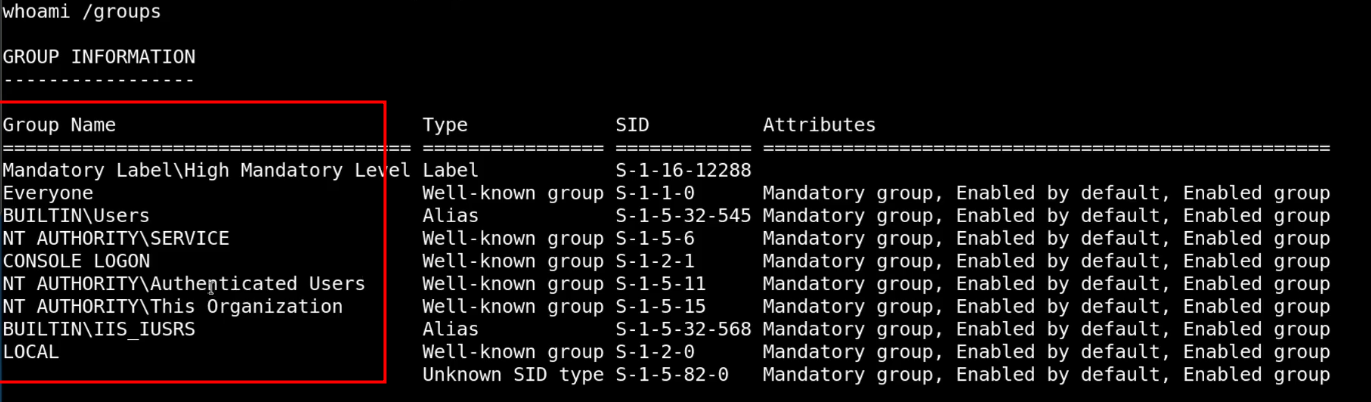 whoami /groups
GROUP INFORMATION
-----------------
Group Name Type SID Attributes
==================================== ================ ============ ==================================================
Mandatory Label\High Mandatory Level Label S-1-16-12288
Everyone Well-known group S-1-1-0 Mandatory group, Enabled by default, Enabled group
BUILTIN\Users Alias S-1-5-32-545 Mandatory group, Enabled by default, Enabled group
NT AUTHORITY\SERVICE Well-known group S-1-5-6 Mandatory group, Enabled by default, Enabled group
CONSOLE LOGON Well-known group S-1-2-1 Mandatory group, Enabled by default, Enabled group
NT AUTHORITY\Authenticated Users Well-known group S-1-5-11 Mandatory group, Enabled by default, Enabled group
NT AUTHORITY\This Organization Well-known group S-1-5-15 Mandatory group, Enabled by default, Enabled group
BUILTIN\IIS_IUSRS Alias S-1-5-32-568 Mandatory group, Enabled by default, Enabled group
LOCAL Well-known group S-1-2-0 Mandatory group, Enabled by default, Enabled group
Unknown SID type S-1-5-82-0 Mandatory group, Enabled by default, Enabled group